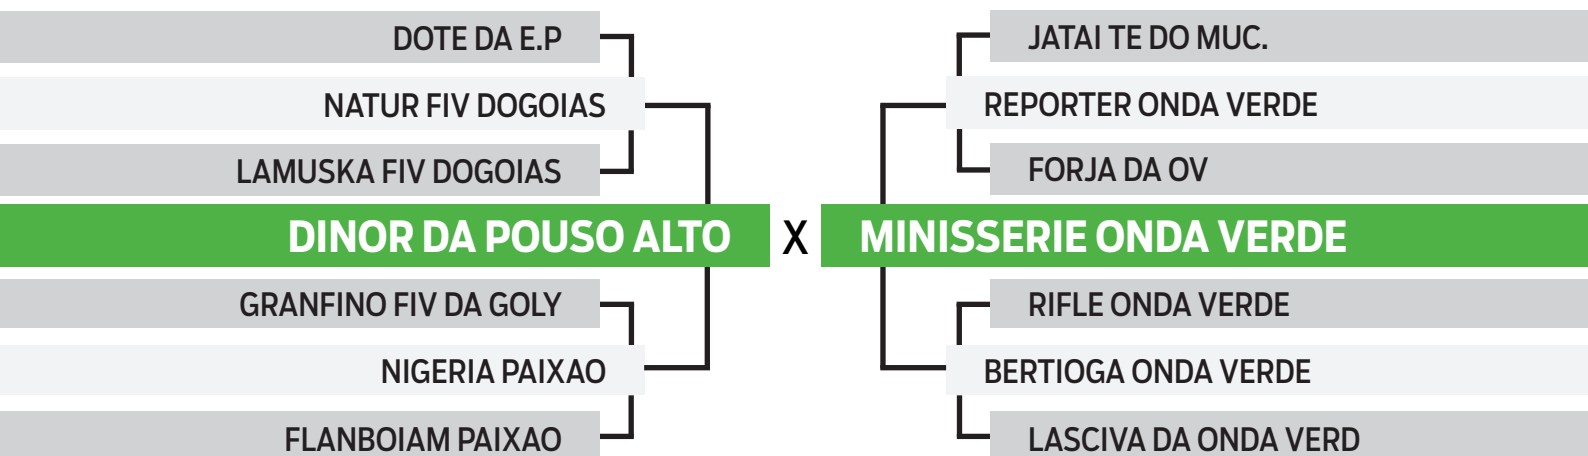 DOTE DA E.P
NATUR FIV DOGOIAS
LAMUSKA FIV DOGOIAS
DINOR DA POUSO ALTO
GRANFINO FIV DA GOLY
NIGERIA PAIXAO
FLANBOIAM PAIXAO
X
JATAI TE DO MUC.
REPORTER ONDA VERDE
FORJA DA OV
MINISSERIE ONDA VERDE
RIFLE ONDA VERDE
BERTIOGA ONDA VERDE
LASCIVA DA ONDA VERD